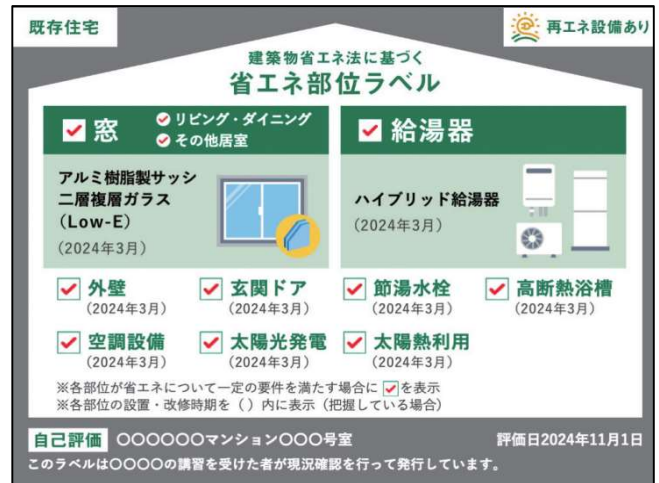 既存住宅
再エネ設備あり
建築物省エネ法に基づく
省エネ部位ラベル
窓
リビング・ダイニング
その他居室
アルミ樹脂製サッシ
二層複層ガラス
(Low-E)
(2024年3月)
給湯器
ハイブリッド給湯器
(2024年3月)
外壁 玄関ドア 節湯水栓 高断熱浴槽
(2024年3月) (2024年3月) (2024年3月) (2024年3月)
空調設備 太陽光発電 太陽熱利用
(2024年3月) (2024年3月) (2024年3月)
※各部位が省エネについて一定の要件を満たす場合に✓を表示
※各部位の設置・改修時期を（ ）内に表示（把握している場合）
自己評価 〇〇〇〇〇〇マンション〇〇〇号室 評価日2024年11月1日
このラベルは〇〇〇〇の講習を受けた者が現況確認を行って発行しています。